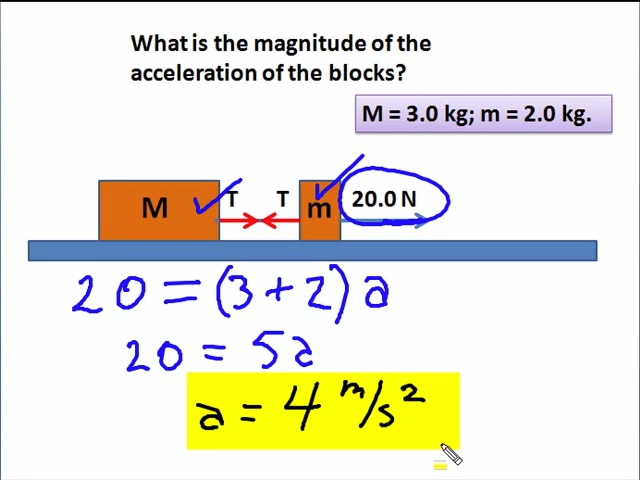 What is the magnitude of the
acceleration of the blocks?
M = 3.0 kg; m = 2.0 kg.
M T T m 20.0 N
20 = (3 + 2) a
20 = 5a
a = 4 m/s²